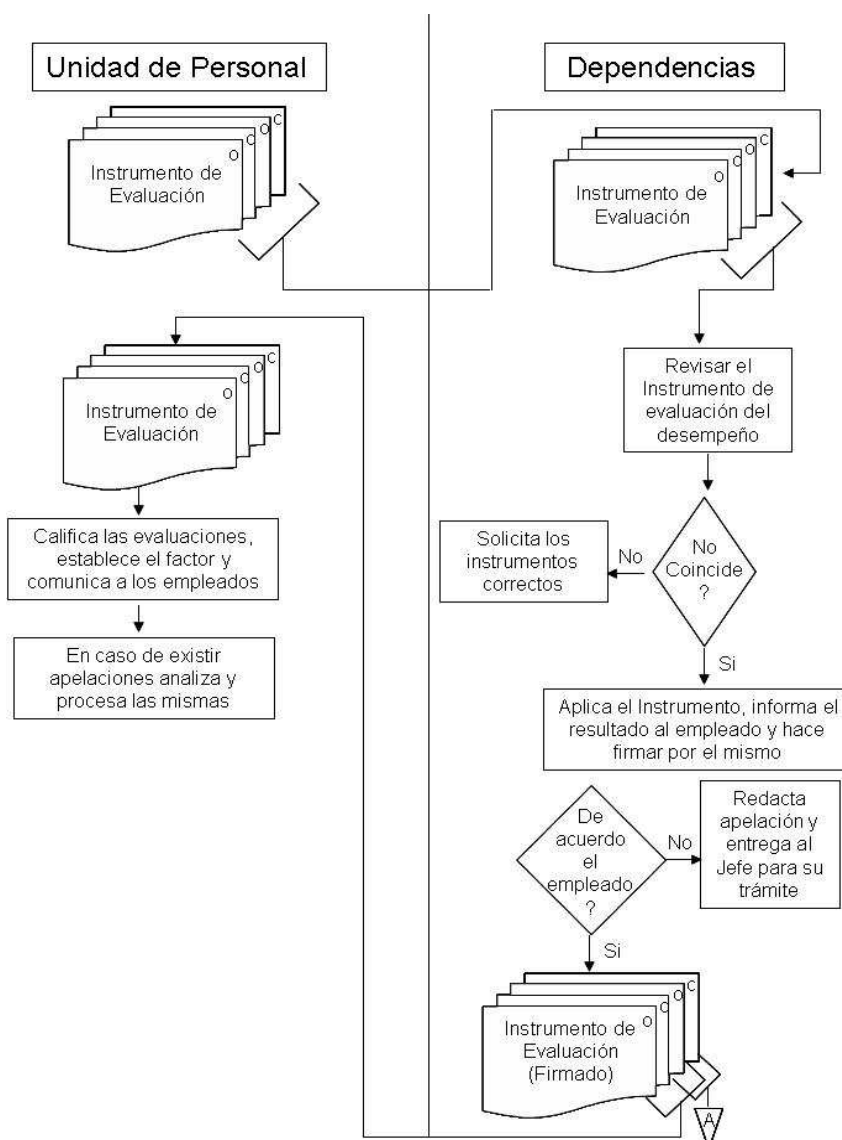 Unidad de Personal
Dependencias
C
O
C
O
Instrumento de
Evaluación
C
O
C
O
Instrumento de
Evaluación
C
O
C
O
Instrumento de
Evaluación
Revisar el
Instrumento de
evaluación del
desempeño
Califica las evaluaciones,
establece el factor y
comunica a los empleados
Solicita los
instrumentos
correctos
No
No
Coincide
?
En caso de existir
apelaciones analiza y
procesa las mismas
Si
Aplica el Instrumento, informa el
resultado al empleado y hace
firmar por el mismo
De
acuerdo
el
empleado
?
No
Redacta
apelación y
entrega al
Jefe para su
trámite
Si
C
O
C
O
Instrumento de
Evaluación
(Firmado)
A